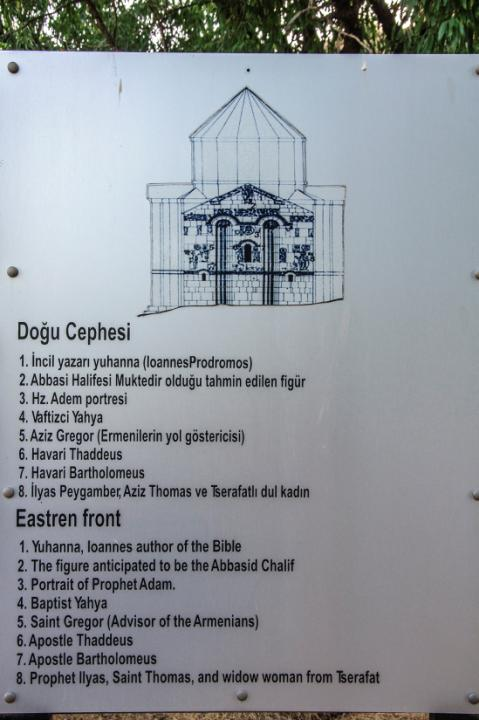 Doğu Cephesi
1. İncil yazarı yuhanna (IoannesProdromos)
2. Abbasi Halifesi Muktedir olduğu tahmin edilen figür
3. Hz. Adem portresi
4. Vaftizci Yahya
5. Aziz Gregor (Ermenilerin yol göstericisi)
6. Havari Thaddeus
7. Havari Bartholomeus
8. İlyas Peygamber, Aziz Thomas ve Tserafatlı dul kadın
Eastren front
1. Yuhanna, Ioannes author of the Bible
2. The figure anticipated to be the Abbasid Chalif
3. Portrait of Prophet Adam.
4. Baptist Yahya
5. Saint Gregor (Advisor of the Armenians)
6. Apostle Thaddeus
7. Apostle Bartholomeus
8. Prophet Ilyas, Saint Thomas, and widow woman from Tserafat